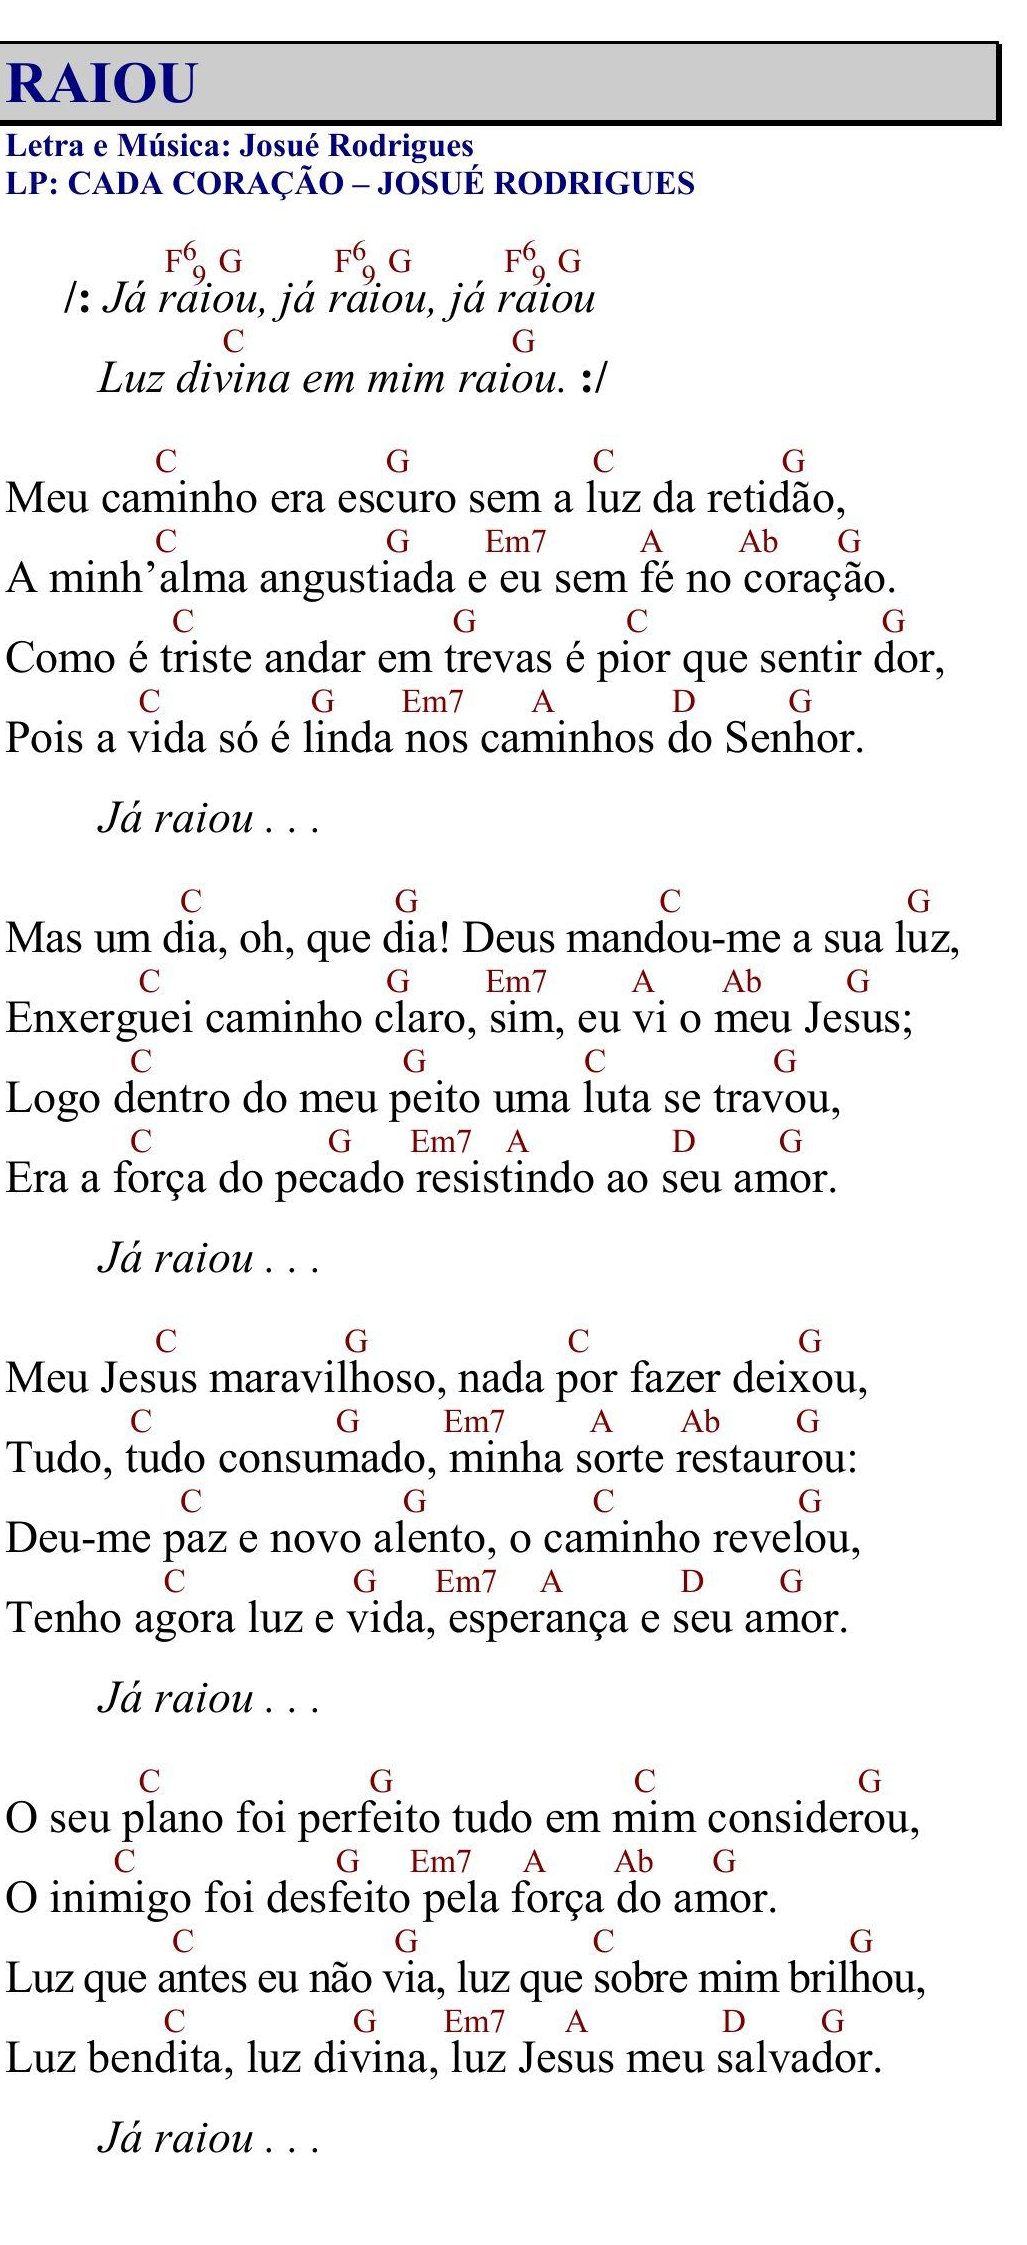 RAIOU
Letra e Música: Josué Rodrigues
LP: CADA CORAÇÃO – JOSUÉ RODRIGUES
F6 9 G F6 9 G F6 9 G
/: Já raiou, já raiou, já raiou
C G
Luz divina em mim raiou. :/
C G C G
Meu caminho era escuro sem a luz da retidão,
C G Em7 A Ab G
A minh’alma angustiada e eu sem fé no coração.
C G C G
Como é triste andar em trevas é pior que sentir dor,
C G Em7 A D G
Pois a vida só é linda nos caminhos do Senhor.
Já raiou . . .
C G C G
Mas um dia, oh, que dia! Deus mandou-me a sua luz,
C G Em7 A Ab G
Enxerguei caminho claro, sim, eu vi o meu Jesus;
C G C G
Logo dentro do meu peito uma luta se travou,
C G Em7 A D G
Era a força do pecado resistindo ao seu amor.
Já raiou . . .
C G C G
Meu Jesus maravilhoso, nada por fazer deixou,
C G Em7 A Ab G
Tudo, tudo consumado, minha sorte restaurou:
C G C G
Deu-me paz e novo alento, o caminho revelou,
C G Em7 A D G
Tenho agora luz e vida, esperança e seu amor.
Já raiou . . .
C G C G
O seu plano foi perfeito tudo em mim considerou,
C G Em7 A Ab G
O inimigo foi desfeito pela força do amor.
C G C G
Luz que antes eu não via, luz que sobre mim brilhou,
C G Em7 A D G
Luz bendita, luz divina, luz Jesus meu salvador.
Já raiou . . .